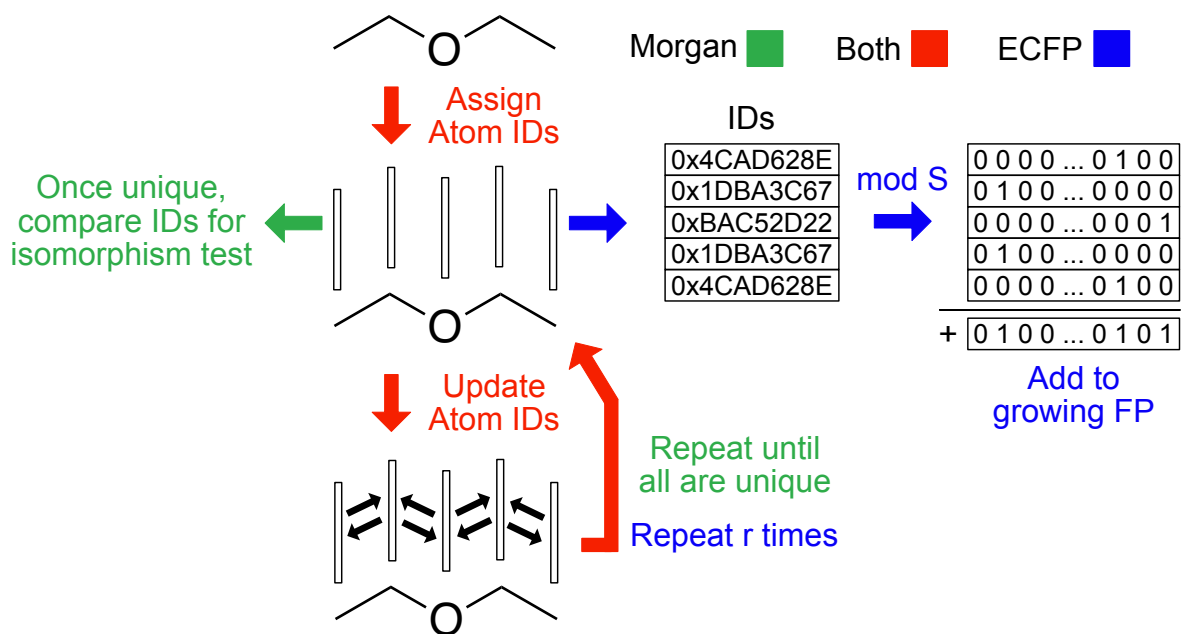 O
Morgan
Both
ECFP
Assign
Atom IDs
IDs
0x4CAD628E
0x1DBA3C67
0xBAC52D22
0x1DBA3C67
0x4CAD628E
mod S
0 0 0 0 ... 0 1 0 0
0 1 0 0 ... 0 0 0 0
0 0 0 0 ... 0 0 0 1
0 1 0 0 ... 0 0 0 0
0 0 0 0 ... 0 1 0 0
+ 0 1 0 0 ... 0 1 0 1
Add to
growing FP
Once unique,
compare IDs for
isomorphism test
O
Update
Atom IDs
Repeat until
all are unique
Repeat r times
O